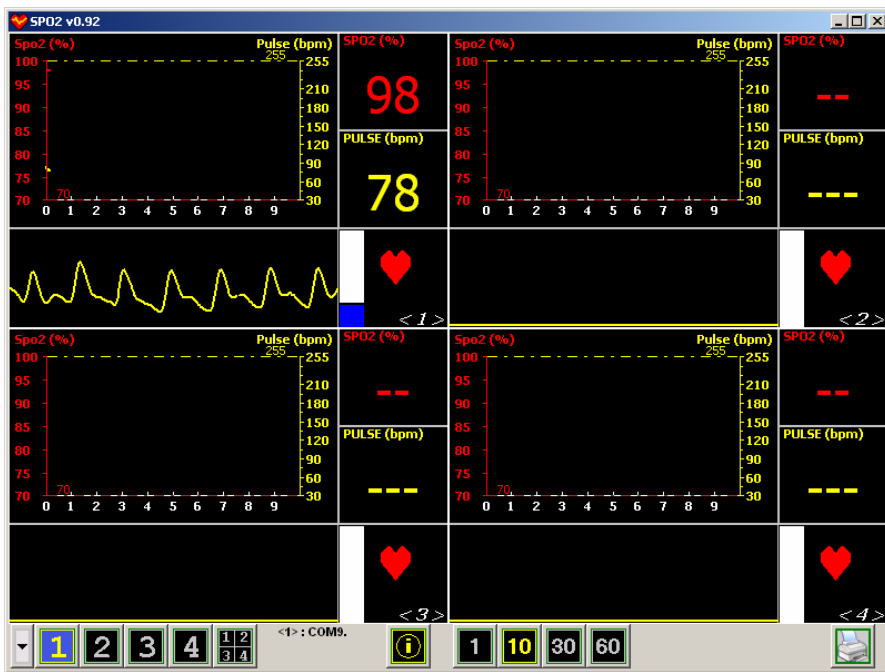 SPO2 v0.92
Spo2 (%) Pulse (bpm) SPO2 (%) Spo2 (%) Pulse (bpm) SPO2 (%)
255 255
100 255 100 255
95 210 98 95 210 --
90 180 90 180
85 150 85 150
120 PULSE (bpm) 120 PULSE (bpm)
80 90 80 90
75 60 78 75 60 ---
70 70 30 70 70 30
0 1 2 3 4 5 6 7 8 9 0 1 2 3 4 5 6 7 8 9
<1> <2>
Spo2 (%) Pulse (bpm) SPO2 (%) Spo2 (%) Pulse (bpm) SPO2 (%)
255 255
100 255 100 255
95 210 -- 95 210 --
90 180 90 180
85 150 85 150
120 PULSE (bpm) 120 PULSE (bpm)
80 90 80 90
75 60 --- 75 60 ---
70 70 30 70 70 30
0 1 2 3 4 5 6 7 8 9 0 1 2 3 4 5 6 7 8 9
<3> <4>
1 2 3 4 1 2 <1> : COM9. i 1 10 30 60
3 4